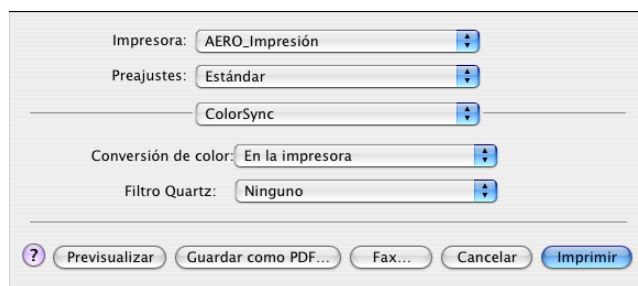 Impresora: AERO_Impresión
Preajustes: Estándar
ColorSync
Conversión de color: En la impresora
Filtro Quartz: Ninguno
? Previsualizar Guardar como PDF... Fax... Cancelar Imprimir